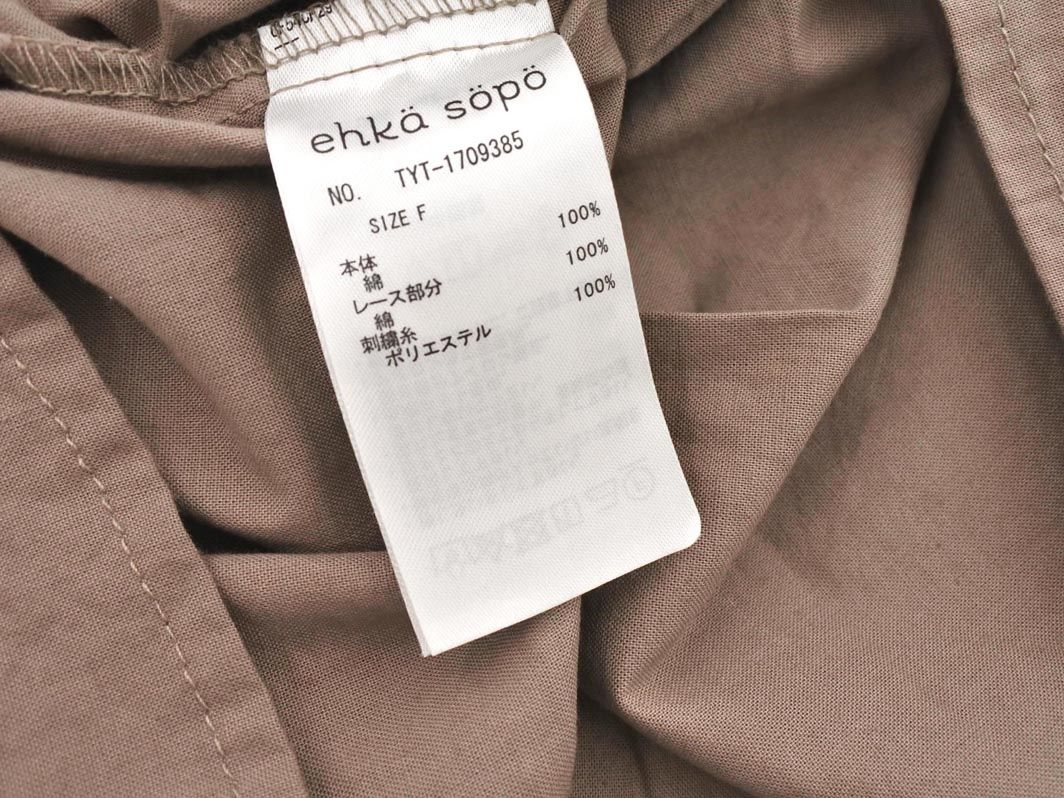 ehkä söpö
NO. TYT-1709385
SIZE F
本体
綿 100%
レース部分
綿 100%
刺繍糸
ポリエステル 100%